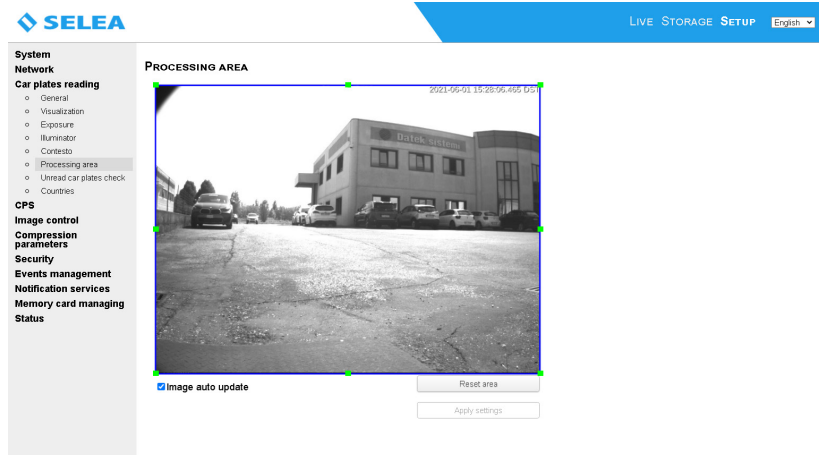 SELEA
LIVE STORAGE SETUP English
System
Network
Car plates reading
General
Visualization
Exposure
Illuminator
Contesto
Processing area
Unread car plates check
Countries
CPS
Image control
Compression
parameters
Security
Events management
Notification services
Memory card managing
Status
PROCESSING AREA
2021-06-01 15:28:06.465 DST
Datek sistemi
Image auto update
Reset area
Apply settings